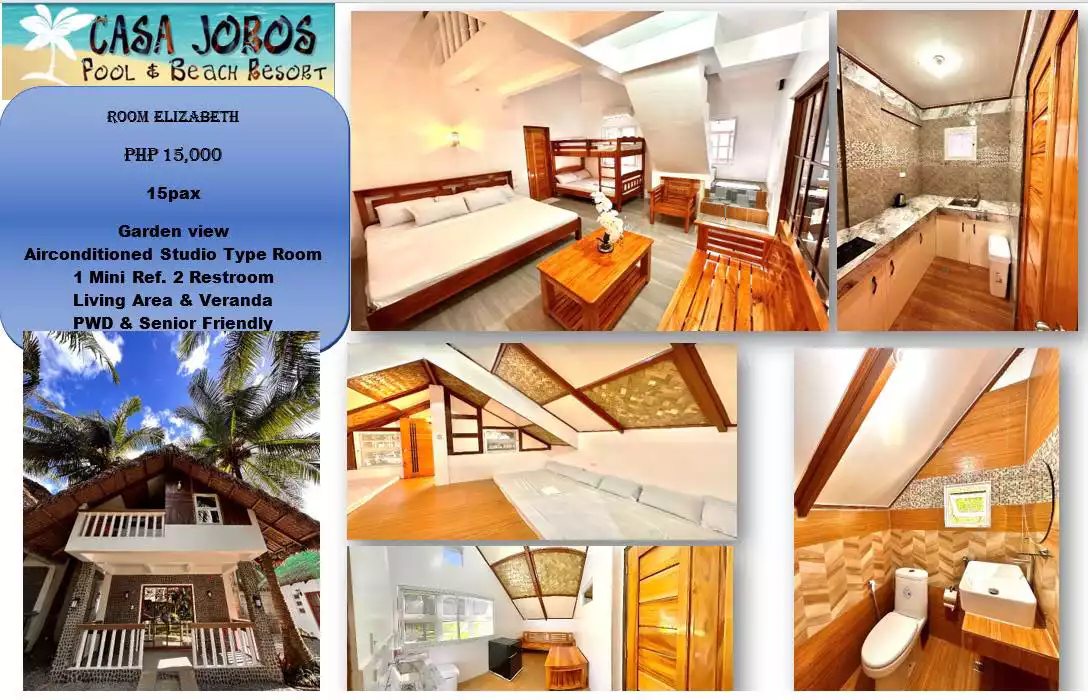 CASA JOBOS
POOL & BEACH RESORT
ROOM ELIZABETH
PHP 15,000
15pax
Garden view
Airconditioned Studio Type Room
1 Mini Ref. 2 Restroom
Living Area & Veranda
PWD & Senior Friendly